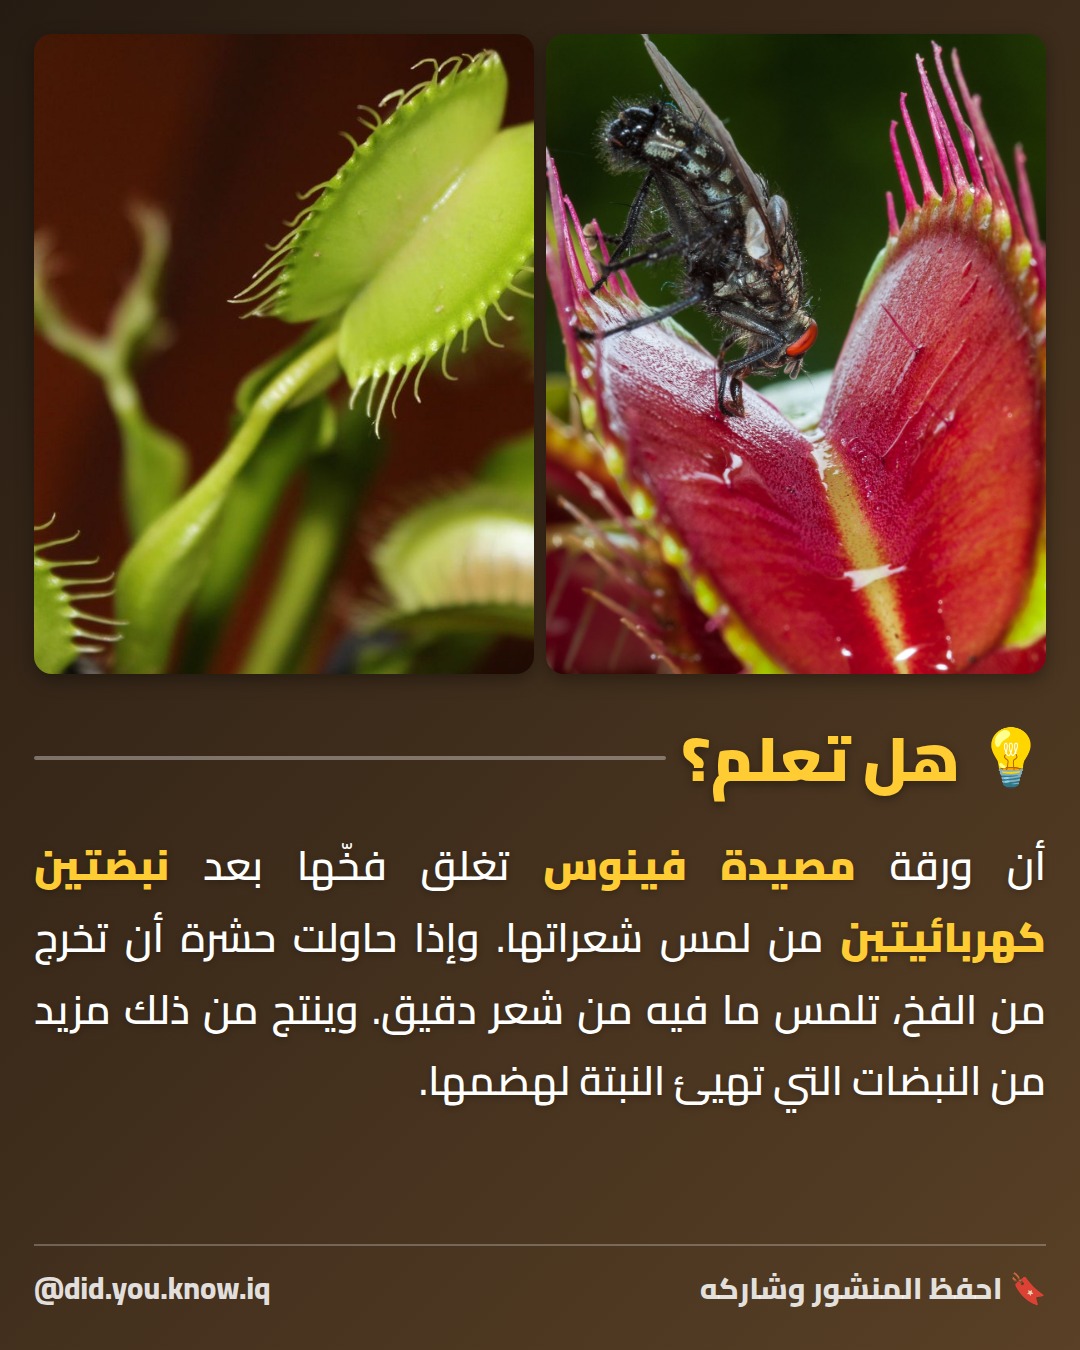 💡 هل تعلم؟
أن ورقة مصيدة فينوس تغلق فخّها بعد نبضتين
كهربائيتين من لمس شعراتها. وإذا حاولت حشرة أن تخرج
من الفخ، تلمس ما فيه من شعر دقيق. وينتج من ذلك مزيد
من النبضات التي تهيئ النبتة لهضمها.
🔖 احفظ المنشور وشاركه
@did.you.know.iq